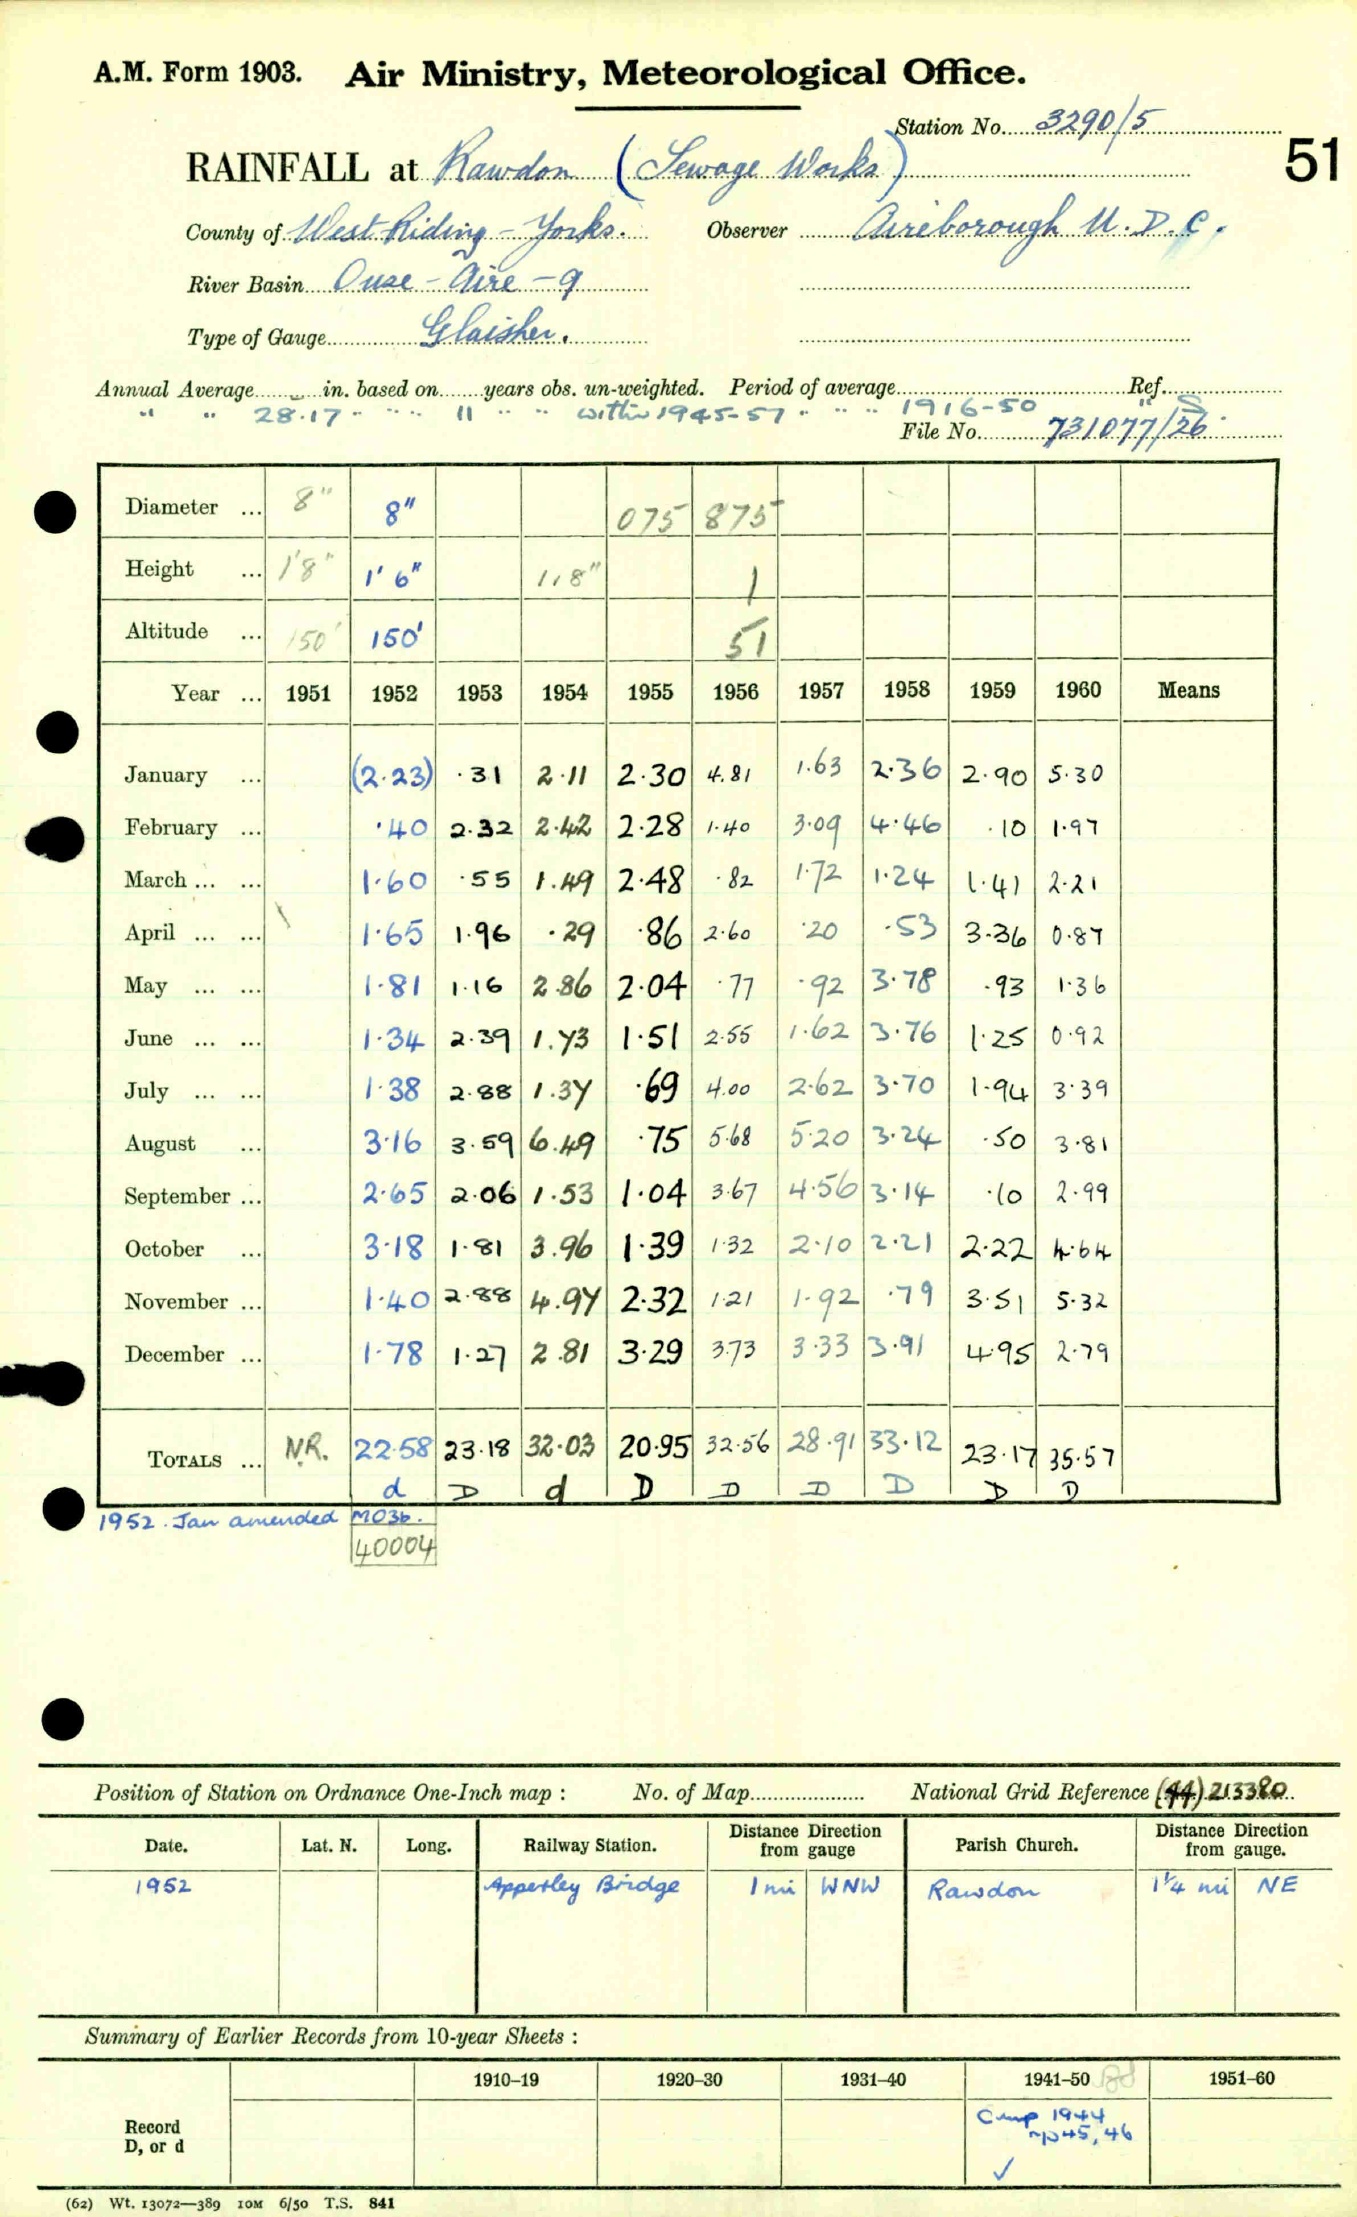 A.M. Form 1903. Air Ministry, Meteorological Office.
Station No. 3290/5
51
RAINFALL at Rawdon (Sewage Works)
County of West Riding - Yorks. Observer Aireborough U.D.C.
River Basin Ouse - Aire - 9
Type of Gauge Glaisher.
Annual Average in. based on years obs. un-weighted. Period of average Ref.
" " 28.17 " " " 11 " " within 1945-57 " " " 1916-50 " S
File No. 731077/26
Diameter ... 8" 8" 075 875
Height ... 1'8" 1'6" 1,8" 1
Altitude ... 150' 150' 51
Year ... 1951 1952 1953 1954 1955 1956 1957 1958 1959 1960 Means
January ... (2.23) .31 2.11 2.30 4.81 1.63 2.36 2.90 5.30
February ... .40 2.32 2.42 2.28 1.40 3.09 4.46 .10 1.97
March ... ... 1.60 .55 1.49 2.48 .82 1.72 1.24 1.41 2.21
April ... ... 1.65 1.96 .29 .86 2.60 .20 .53 3.36 0.87
May ... ... 1.81 1.16 2.86 2.04 .77 .92 3.78 .93 1.36
June ... ... 1.34 2.39 1.73 1.51 2.55 1.62 3.76 1.25 0.92
July ... ... 1.38 2.88 1.37 .69 4.00 2.62 3.70 1.94 3.39
August ... 3.16 3.59 6.49 .75 5.68 5.20 3.24 .50 3.81
September ... 2.65 2.06 1.53 1.04 3.67 4.56 3.14 .10 2.99
October ... 3.18 1.81 3.96 1.39 1.32 2.10 2.21 2.22 4.64
November ... 1.40 2.88 4.97 2.32 1.21 1.92 .79 3.51 5.32
December ... 1.78 1.27 2.81 3.29 3.73 3.33 3.91 4.95 2.79
TOTALS ... N.R. 22.58 23.18 32.03 20.95 32.56 28.91 33.12 23.17 35.57
d D d D D D D D D
1952. Jan amended M03b.
40004
Position of Station on Ordnance One-Inch map : No. of Map National Grid Reference (44) 213380
Date. Lat. N. Long. Railway Station. Distance Direction from gauge Parish Church. Distance Direction from gauge.
1952 Apperley Bridge 1 mi WNW Rawdon 1¼ mi NE
Summary of Earlier Records from 10-year Sheets :
1910–19 1920–30 1931–40 1941–50 1951–60
Record
D, or d
Comp 1944
45, 46
✓
(62) Wt. 13072—389 10M 6/50 T.S. 841